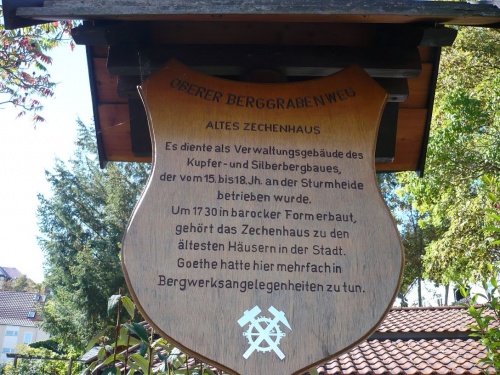 OBERER BERGGRABENWEG
ALTES ZECHENHAUS
Es diente als Verwaltungsgebäude des
Kupfer- und Silberbergbaues,
der vom 15. bis 18. Jh. an der Sturmheide
betrieben wurde.
Um 1730 in barocker Form erbaut,
gehört das Zechenhaus zu den
ältesten Häusern in der Stadt.
Goethe hatte hier mehrfach in
Bergwerksangelegenheiten zu tun.